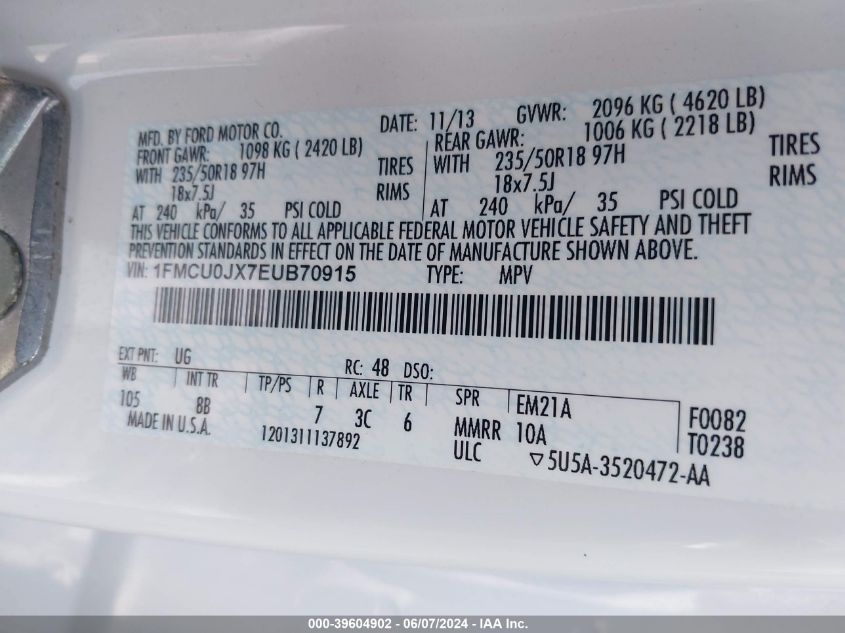 MFD. BY FORD MOTOR CO. DATE: 11/13 GVWR: 2096 KG ( 4620 LB)
FRONT GAWR: 1098 KG ( 2420 LB) REAR GAWR: 1006 KG ( 2218 LB)
WITH 235/50R18 97H TIRES WITH 235/50R18 97H TIRES
18x7.5J RIMS 18x7.5J RIMS
AT 240 kPa/ 35 PSI COLD AT 240 kPa/ 35 PSI COLD
THIS VEHICLE CONFORMS TO ALL APPLICABLE FEDERAL MOTOR VEHICLE SAFETY AND THEFT
PREVENTION STANDARDS IN EFFECT ON THE DATE OF MANUFACTURE SHOWN ABOVE.
VIN: 1FMCU0JX7EUB70915 TYPE: MPV
EXT PNT: UG RC: 48 DSO:
WB INT TR TP/PS R AXLE TR SPR EM21A F0082
105 8B 7 3C 6 MMRR 10A T0238
MADE IN U.S.A. 1201311137892 ULC ▽5U5A-3520472-AA
000-39604902 - 06/07/2024 - IAA Inc.